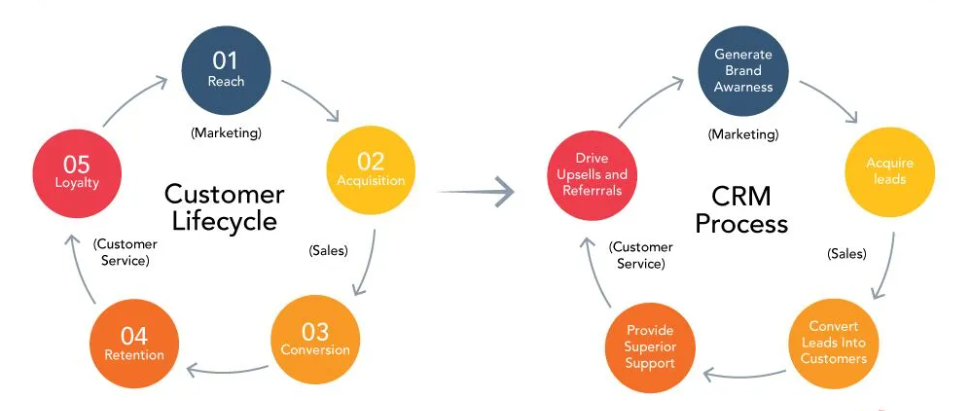 01
Reach
(Marketing)
02
Acquisition
(Sales)
03
Conversion
04
Retention
(Customer
Service)
05
Loyalty
Customer
Lifecycle
Generate
Brand
Awarness
(Marketing)
Acquire
leads
(Sales)
Convert
Leads Into
Customers
Provide
Superior
Support
(Customer
Service)
Drive
Upsells and
Referrrals
CRM
Process